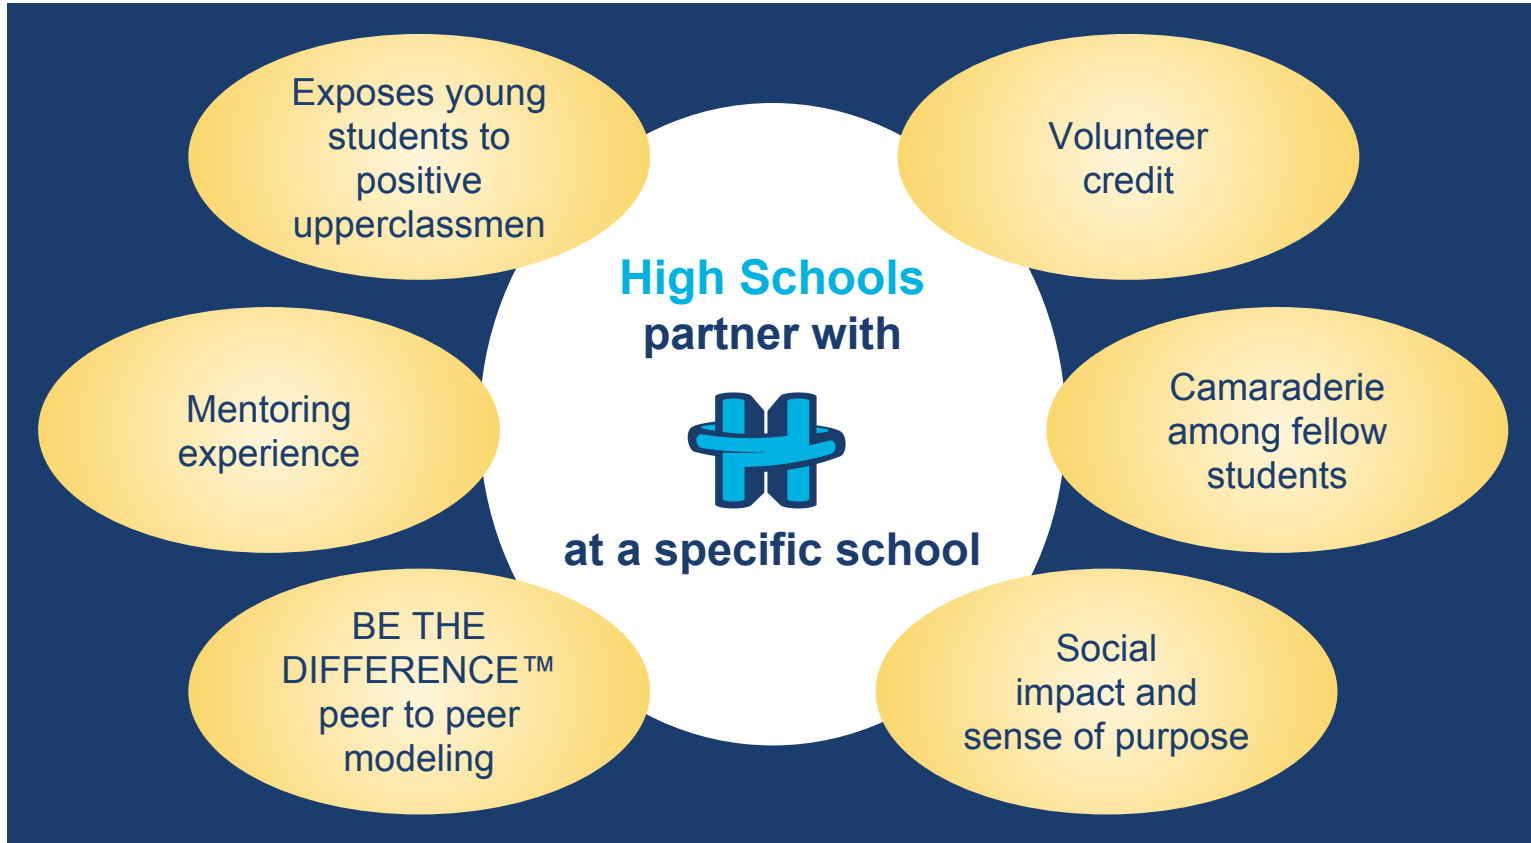 Exposes young
students to
positive
upperclassmen
Volunteer
credit
High Schools
partner with
at a specific school
Mentoring
experience
Camaraderie
among fellow
students
BE THE
DIFFERENCE™
peer to peer
modeling
Social
impact and
sense of purpose